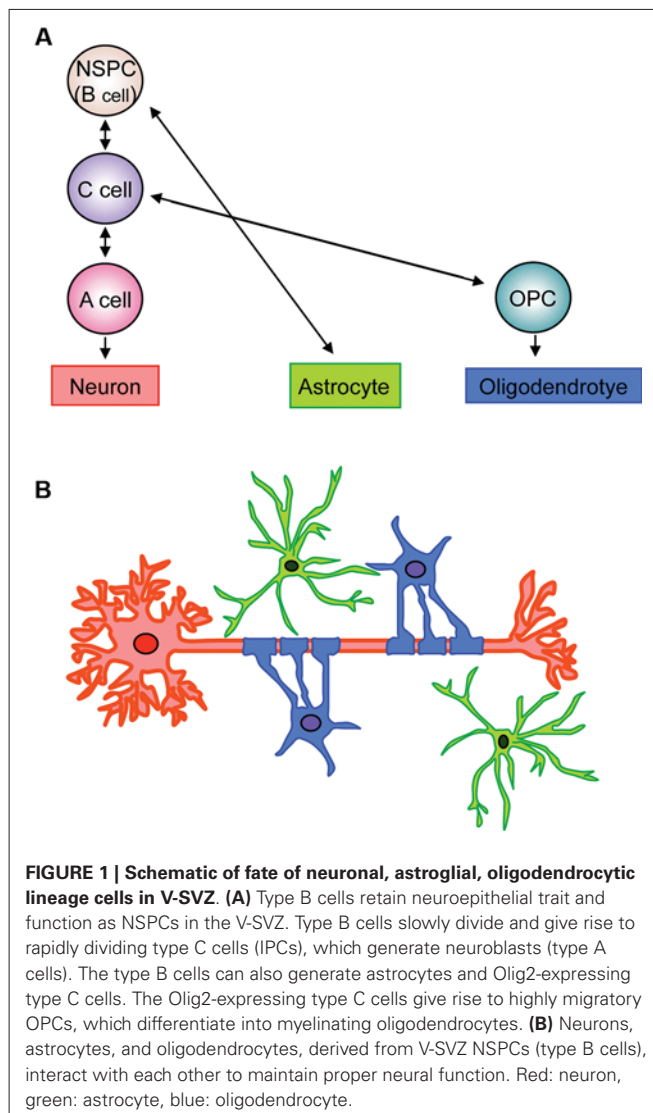 A
NSPC
(B cell)
C cell
A cell
OPC
Neuron
Astrocyte
Oligodendrotye
B
FIGURE 1 | Schematic of fate of neuronal, astroglial, oligodendrocytic
lineage cells in V-SVZ. (A) Type B cells retain neuroepithelial trait and
function as NSPCs in the V-SVZ. Type B cells slowly divide and give rise to
rapidly dividing type C cells (IPCs), which generate neuroblasts (type A
cells). The type B cells can also generate astrocytes and Olig2-expressing
type C cells. The Olig2-expressing type C cells give rise to highly migratory
OPCs, which differentiate into myelinating oligodendrocytes. (B) Neurons,
astrocytes, and oligodendrocytes, derived from V-SVZ NSPCs (type B cells),
interact with each other to maintain proper neural function. Red: neuron,
green: astrocyte, blue: oligodendrocyte.